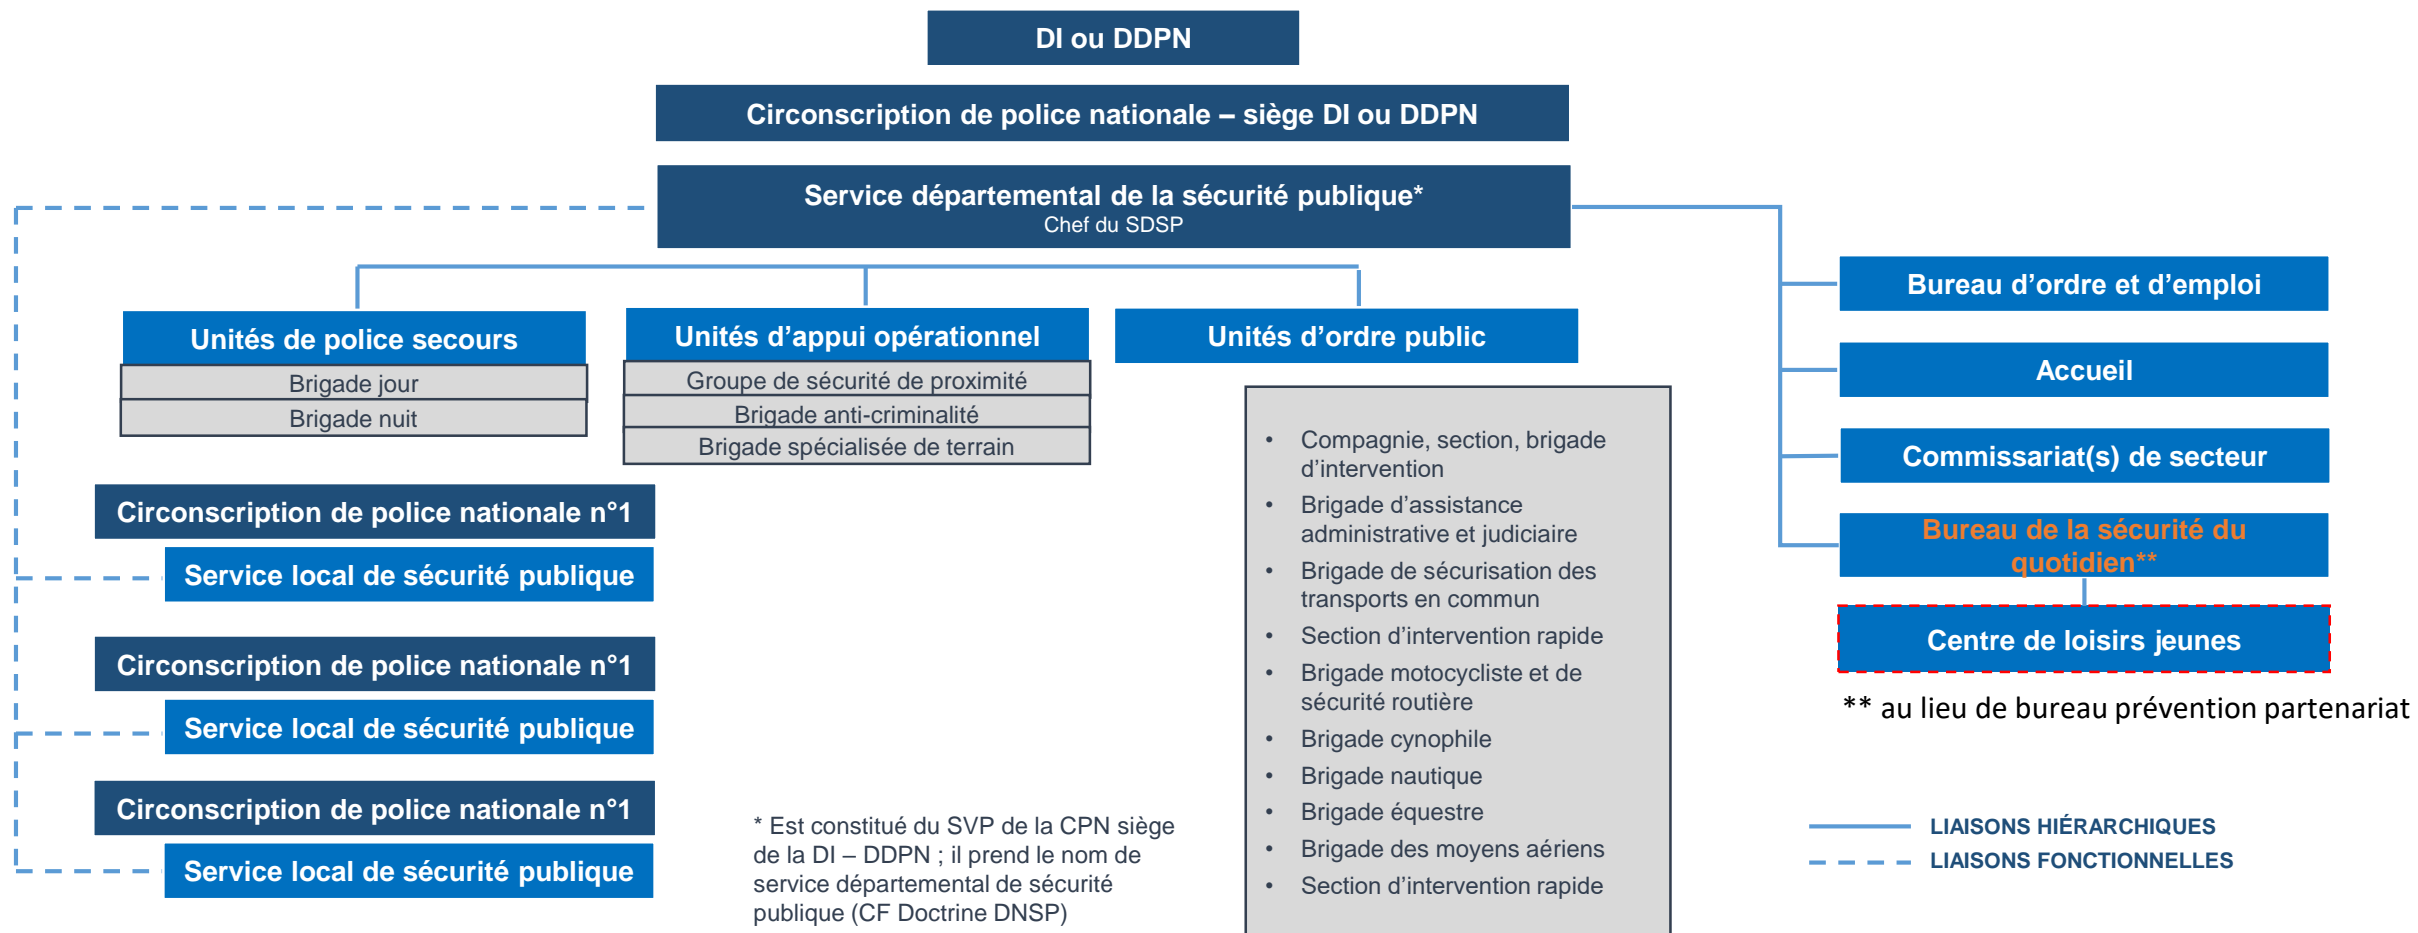 DI ou DDPN
Circonscription de police nationale – siège DI ou DDPN
Service départemental de la sécurité publique*
Chef du SDSP
Unités de police secours
Brigade jour
Brigade nuit
Unités d’appui opérationnel
Groupe de sécurité de proximité
Brigade anti-criminalité
Brigade spécialisée de terrain
Unités d’ordre public
• Compagnie, section, brigade
d’intervention
• Brigade d’assistance
administrative et judiciaire
• Brigade de sécurisation des
transports en commun
• Section d’intervention rapide
• Brigade motocycliste et de
sécurité routière
• Brigade cynophile
• Brigade nautique
• Brigade équestre
• Brigade des moyens aériens
• Section d’intervention rapide
Bureau d’ordre et d’emploi
Accueil
Commissariat(s) de secteur
Bureau de la sécurité du
quotidien**
Centre de loisirs jeunes
** au lieu de bureau prévention partenariat
Circonscription de police nationale n°1
Service local de sécurité publique
Circonscription de police nationale n°1
Service local de sécurité publique
Circonscription de police nationale n°1
Service local de sécurité publique
* Est constitué du SVP de la CPN siège
de la DI – DDPN ; il prend le nom de
service départemental de sécurité
publique (CF Doctrine DNSP)
LIAISONS HIÉRARCHIQUES
LIAISONS FONCTIONNELLES